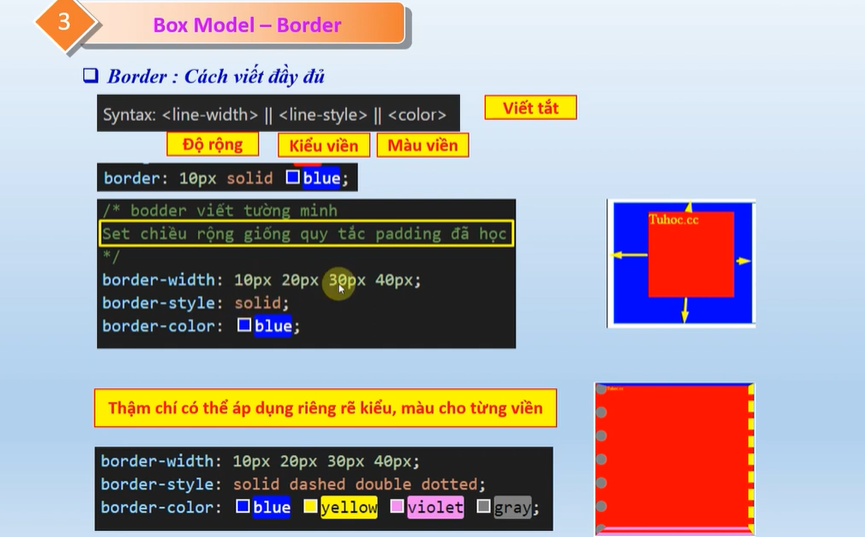 3
Box Model – Border
Border : Cách viết đầy đủ
Syntax: <line-width> || <line-style> || <color>
Viết tắt
Độ rộng
Kiểu viền
Màu viền
border: 10px solid blue;
/* bodder viết tường minh
Set chiều rộng giống quy tắc padding đã học
*/
border-width: 10px 20px 30px 40px;
border-style: solid;
border-color: blue;
Tuhoc.cc
Thậm chí có thể áp dụng riêng rẽ kiểu, màu cho từng viền
border-width: 10px 20px 30px 40px;
border-style: solid dashed double dotted;
border-color: blue yellow violet gray;